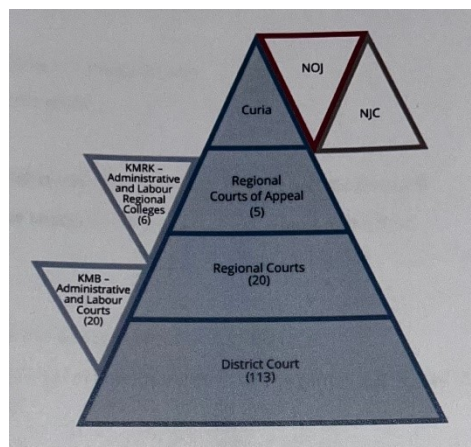 NOJ
NJC
Curia
KMRK –
Administrative
and Labour
Regional
Colleges
(6)
Regional
Courts of Appeal
(5)
KMB –
Administrative
and Labour
Courts
(20)
Regional Courts
(20)
District Court
(113)